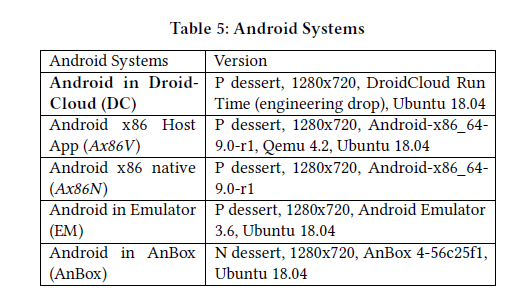 Table 5: Android Systems
Android Systems Version
Android in Droid- P dessert, 1280x720, DroidCloud Run
Cloud (DC) Time (engineering drop), Ubuntu 18.04
Android x86 Host P dessert, 1280x720, Android-x86_64-
App (Ax86V) 9.0-r1, Qemu 4.2, Ubuntu 18.04
Android x86 native P dessert, 1280x720, Android-x86_64-
(Ax86N) 9.0-r1
Android in Emulator P dessert, 1280x720, Android Emulator
(EM) 3.6, Ubuntu 18.04
Android in AnBox N dessert, 1280x720, AnBox 4-56c25f1,
(AnBox) Ubuntu 18.04